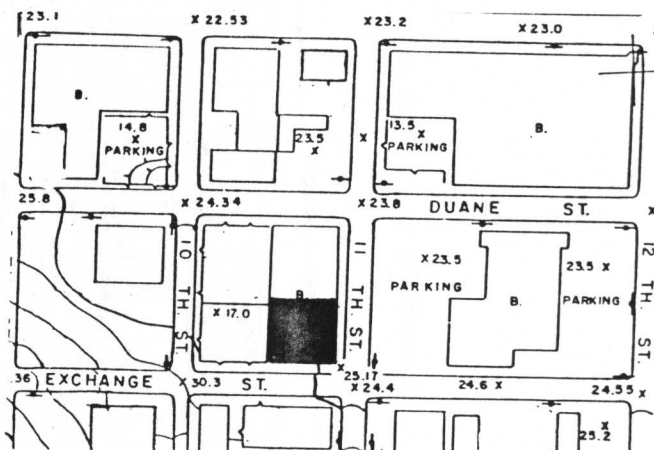 23.1
x 22.53
x 23.2
x 23.0
B.
14.8
x
PARKING
23.5
x
x
13.5
x
PARKING
B.
25.8
x 24.34
x 23.8
DUANE ST.
x
10 TH. ST.
11 TH. ST.
12 TH. ST.
x 17.0
B.
x 23.5
PARKING
B.
23.5 x
PARKING
x
25.17
36
EXCHANGE ST.
x 30.3
x 24.4
24.6 x
24.55 x
x
25.2